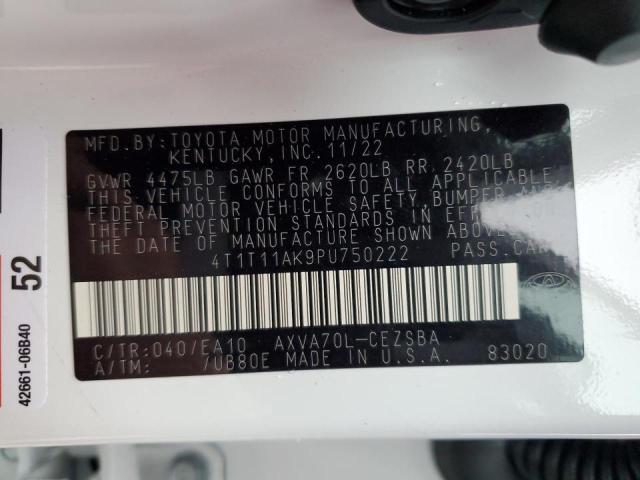 MFD.BY:TOYOTA MOTOR MANUFACTURING,
KENTUCKY, INC. 11/22
GVWR 4475LB GAWR FR 2620LB RR 2420LB
THIS VEHICLE CONFORMS TO ALL APPLICABLE
FEDERAL MOTOR VEHICLE SAFETY, BUMPER, AND
THEFT PREVENTION STANDARDS IN EFFECT ON
THE DATE OF MANUFACTURE SHOWN ABOVE.
4T1T11AK9PU750222 PASS.CAR
C/TR:040/EA10 AXVA70L-CEZSBA
A/TM: /UB80E MADE IN U.S.A. 83020
52
42661-06B40